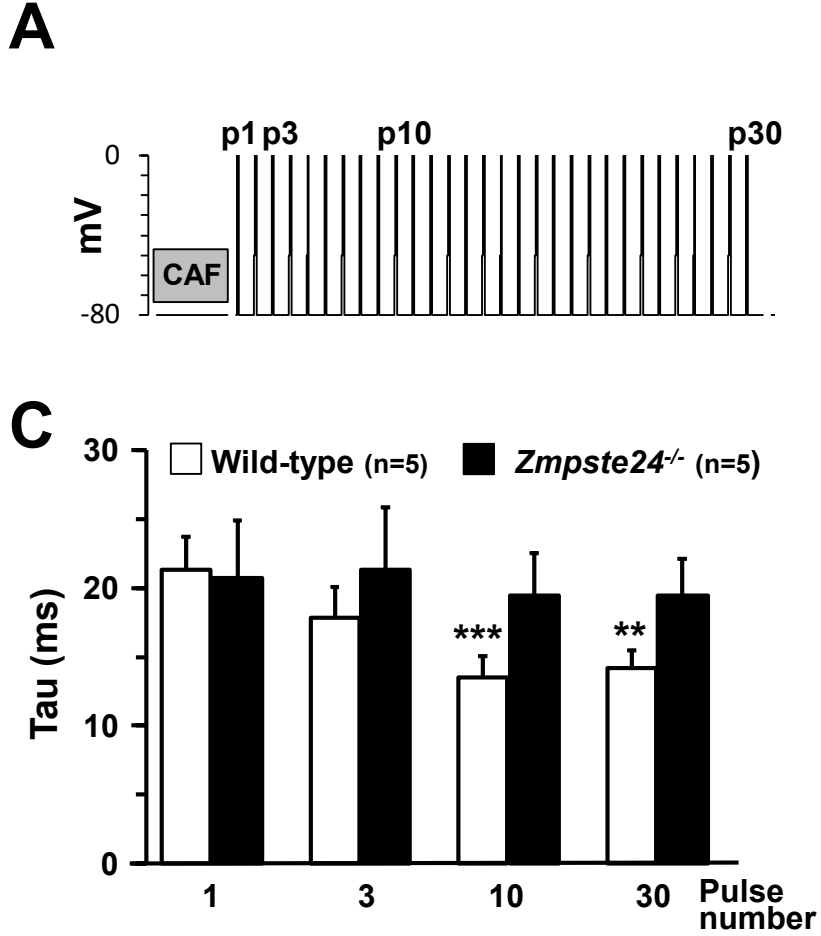 A
p1 p3 p10 p30
0
mV
CAF
-80
C
30
Wild-type (n=5) Zmpste24-/- (n=5)
20
*** **
Tau (ms)
10
0
1 3 10 30 Pulse
number